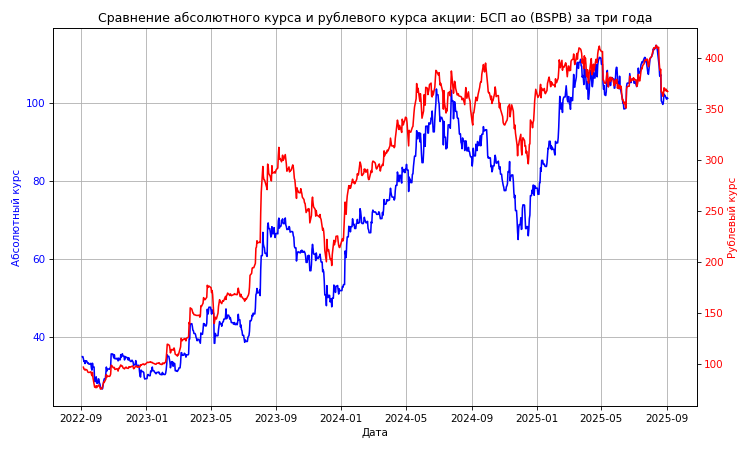 Сравнение абсолютного курса и рублевого курса акции: БСП ао (BSPB) за три года
Абсолютный курс
100
80
60
40
400
350
300
250
200
150
100
Рублевый курс
2022-09 2023-01 2023-05 2023-09 2024-01 2024-05 2024-09 2025-01 2025-05 2025-09
Дата